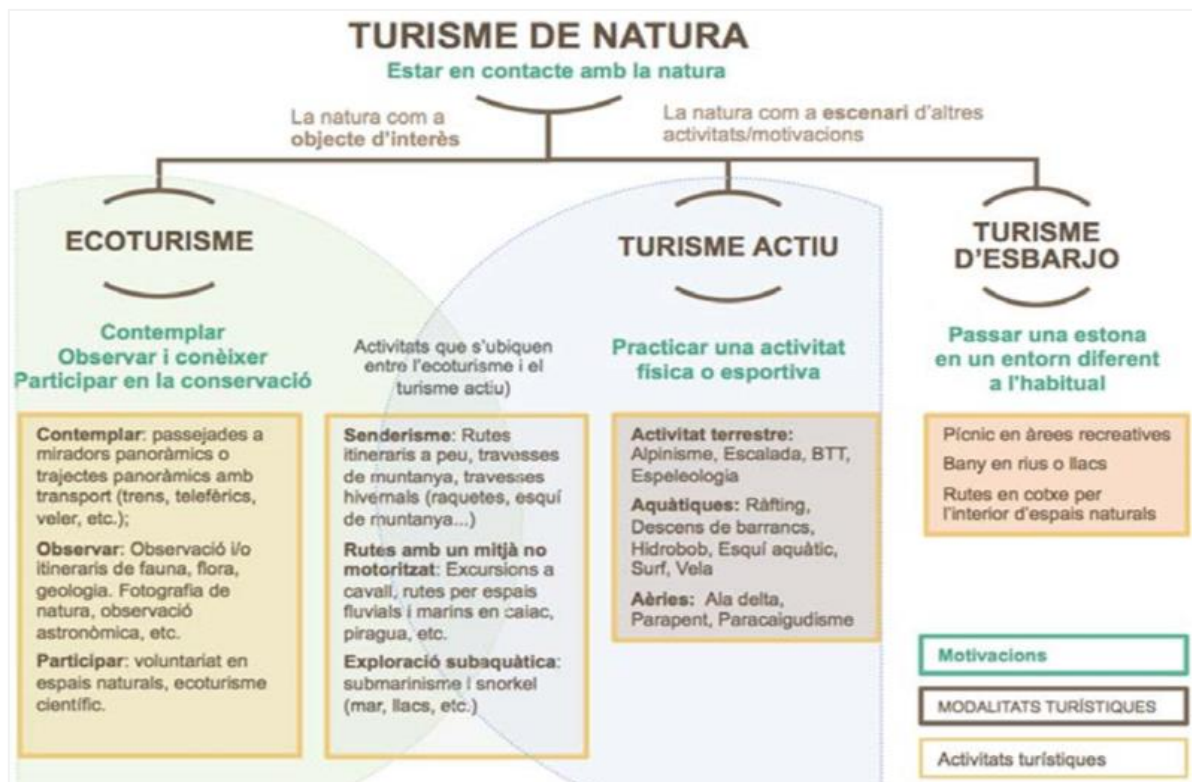 TURISME DE NATURA
Estar en contacte amb la natura
La natura com a
objecte d'interès
La natura com a escenari d'altres
activitats/motivacions
ECOTURISME
Contemplar
Observar i conèixer
Participar en la conservació
Contemplar: passejades a
miradors panoràmics o
trajectes panoràmics amb
transport (trens, telefèrics,
veler, etc.);
Observar: Observació i/o
itineraris de fauna, flora,
geologia. Fotografia de
natura, observació
astronòmica, etc.
Participar: voluntariat en
espais naturals, ecoturisme
científic.
Activitats que s'ubiquen
entre l'ecoturisme i el
turisme actiu)
Senderisme: Rutes
itineraris a peu, travesses
de muntanya, travesses
hivernals (raquetes, esquí
de muntanya...)
Rutes amb un mitjà no
motoritzat: Excursions a
cavall, rutes per espais
fluvials i marins en caiac,
piragua, etc.
Exploració subaquàtica:
submarinisme i snorkel
(mar, llacs, etc.)
TURISME ACTIU
Practicar una activitat
física o esportiva
Activitat terrestre:
Alpinisme, Escalada, BTT,
Espeleologia
Aquàtiques: Ràfting,
Descens de barrancs,
Hidrobob, Esquí aquàtic,
Surf, Vela
Aèries: Ala delta,
Parapent, Paracaigudisme
TURISME
D'ESBARJO
Passar una estona
en un entorn diferent
a l'habitual
Pícnic en àrees recreatives
Bany en rius o llacs
Rutes en cotxe per
l'interior d'espais naturals
Motivacions
MODALITATS TURÍSTIQUES
Activitats turístiques